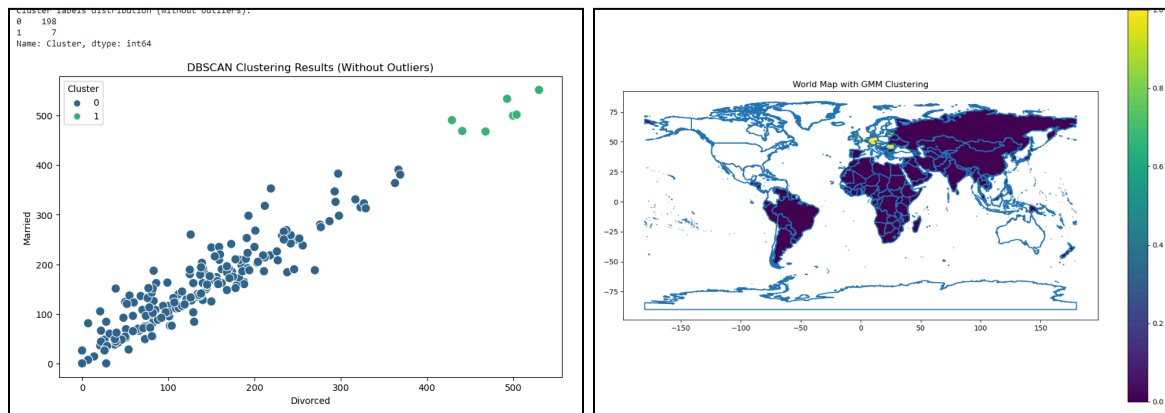 Cluster labels distribution (Without Outliers):
0 198
1 7
Name: Cluster, dtype: int64
DBSCAN Clustering Results (Without Outliers)
Cluster
0
1
500
400
300
200
100
0
Married
0 100 200 300 400 500
Divorced
World Map with GMM Clustering
75
50
25
0
−25
−50
−75
−150 −100 −50 0 50 100 150
1.0
0.8
0.6
0.4
0.2
0.0